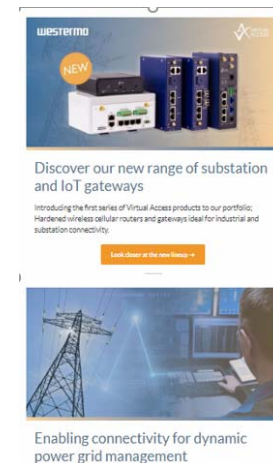 westermo
VIRTUAL
ACCESS
NEW
Discover our new range of substation
and IoT gateways
Introducing the first series of Virtual Access products to our portfolio;
Hardened wireless cellular routers and gateways ideal for industrial and
substation connectivity.
Look closer at the new lineup →
Enabling connectivity for dynamic
power grid management